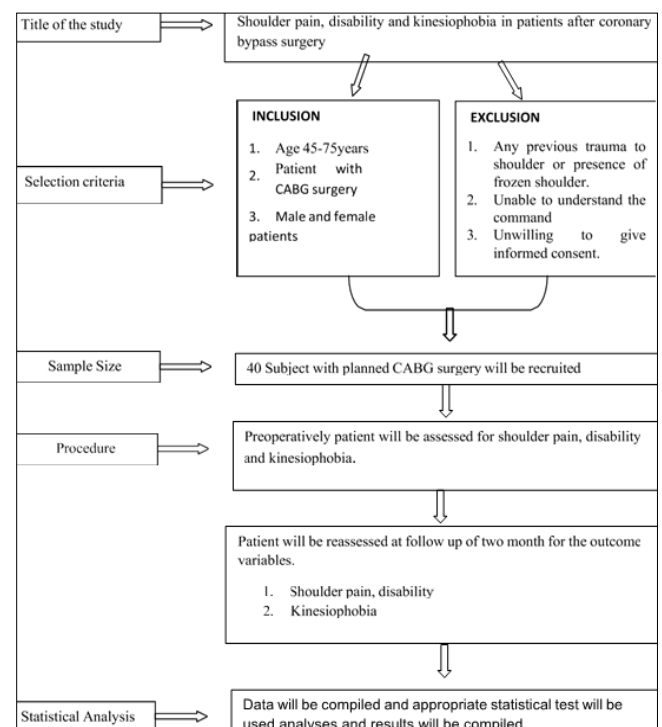 Title of the study
Shoulder pain, disability and kinesiophobia in patients after coronary
bypass surgery
Selection criteria
INCLUSION
1. Age 45-75years
2. Patient with
CABG surgery
3. Male and female
patients
EXCLUSION
1. Any previous trauma to
shoulder or presence of
frozen shoulder.
2. Unable to understand the
command
3. Unwilling to give
informed consent.
Sample Size
40 Subject with planned CABG surgery will be recruited
Procedure
Preoperatively patient will be assessed for shoulder pain, disability
and kinesiophobia.
Patient will be reassessed at follow up of two month for the outcome
variables.
1. Shoulder pain, disability
2. Kinesiophobia
Statistical Analysis
Data will be compiled and appropriate statistical test will be
used analyses and results will be compiled.